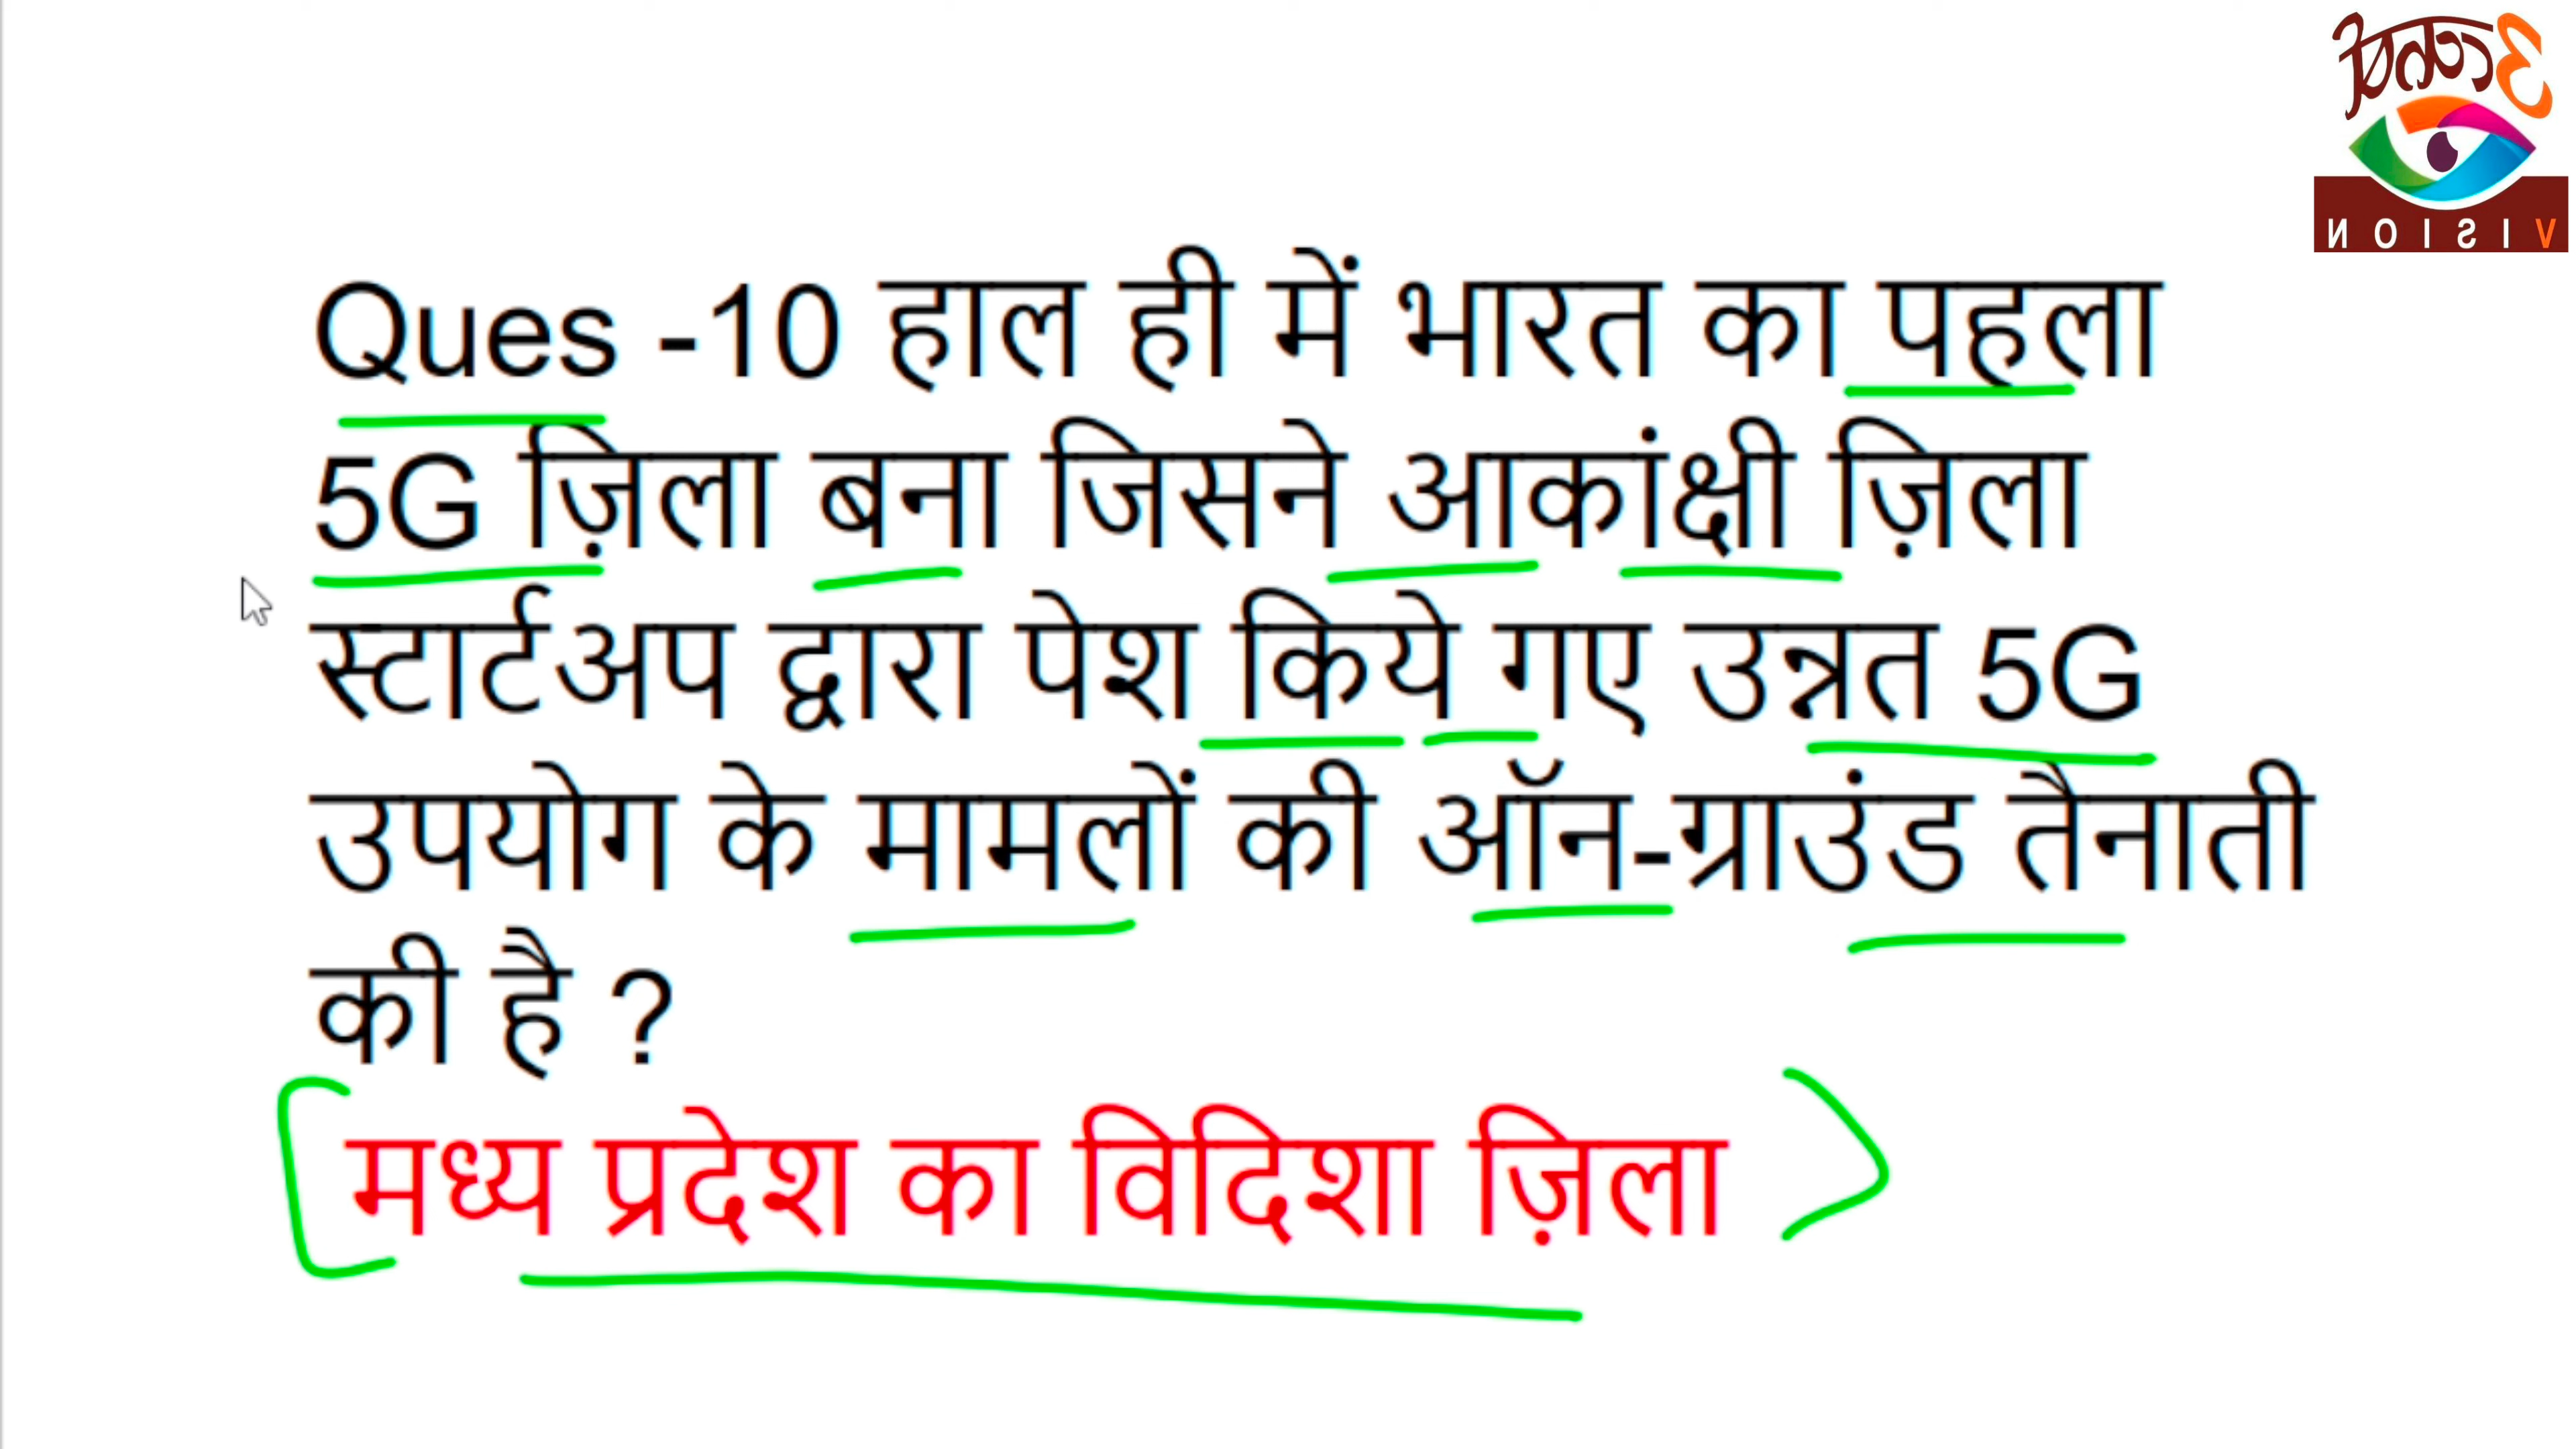 VISION
Ques -10 हाल ही में भारत का पहला
5G ज़िला बना जिसने आकांक्षी ज़िला
स्टार्टअप द्वारा पेश किये गए उन्नत 5G
उपयोग के मामलों की ऑन-ग्राउंड तैनाती
की है ?
मध्य प्रदेश का विदिशा ज़िला